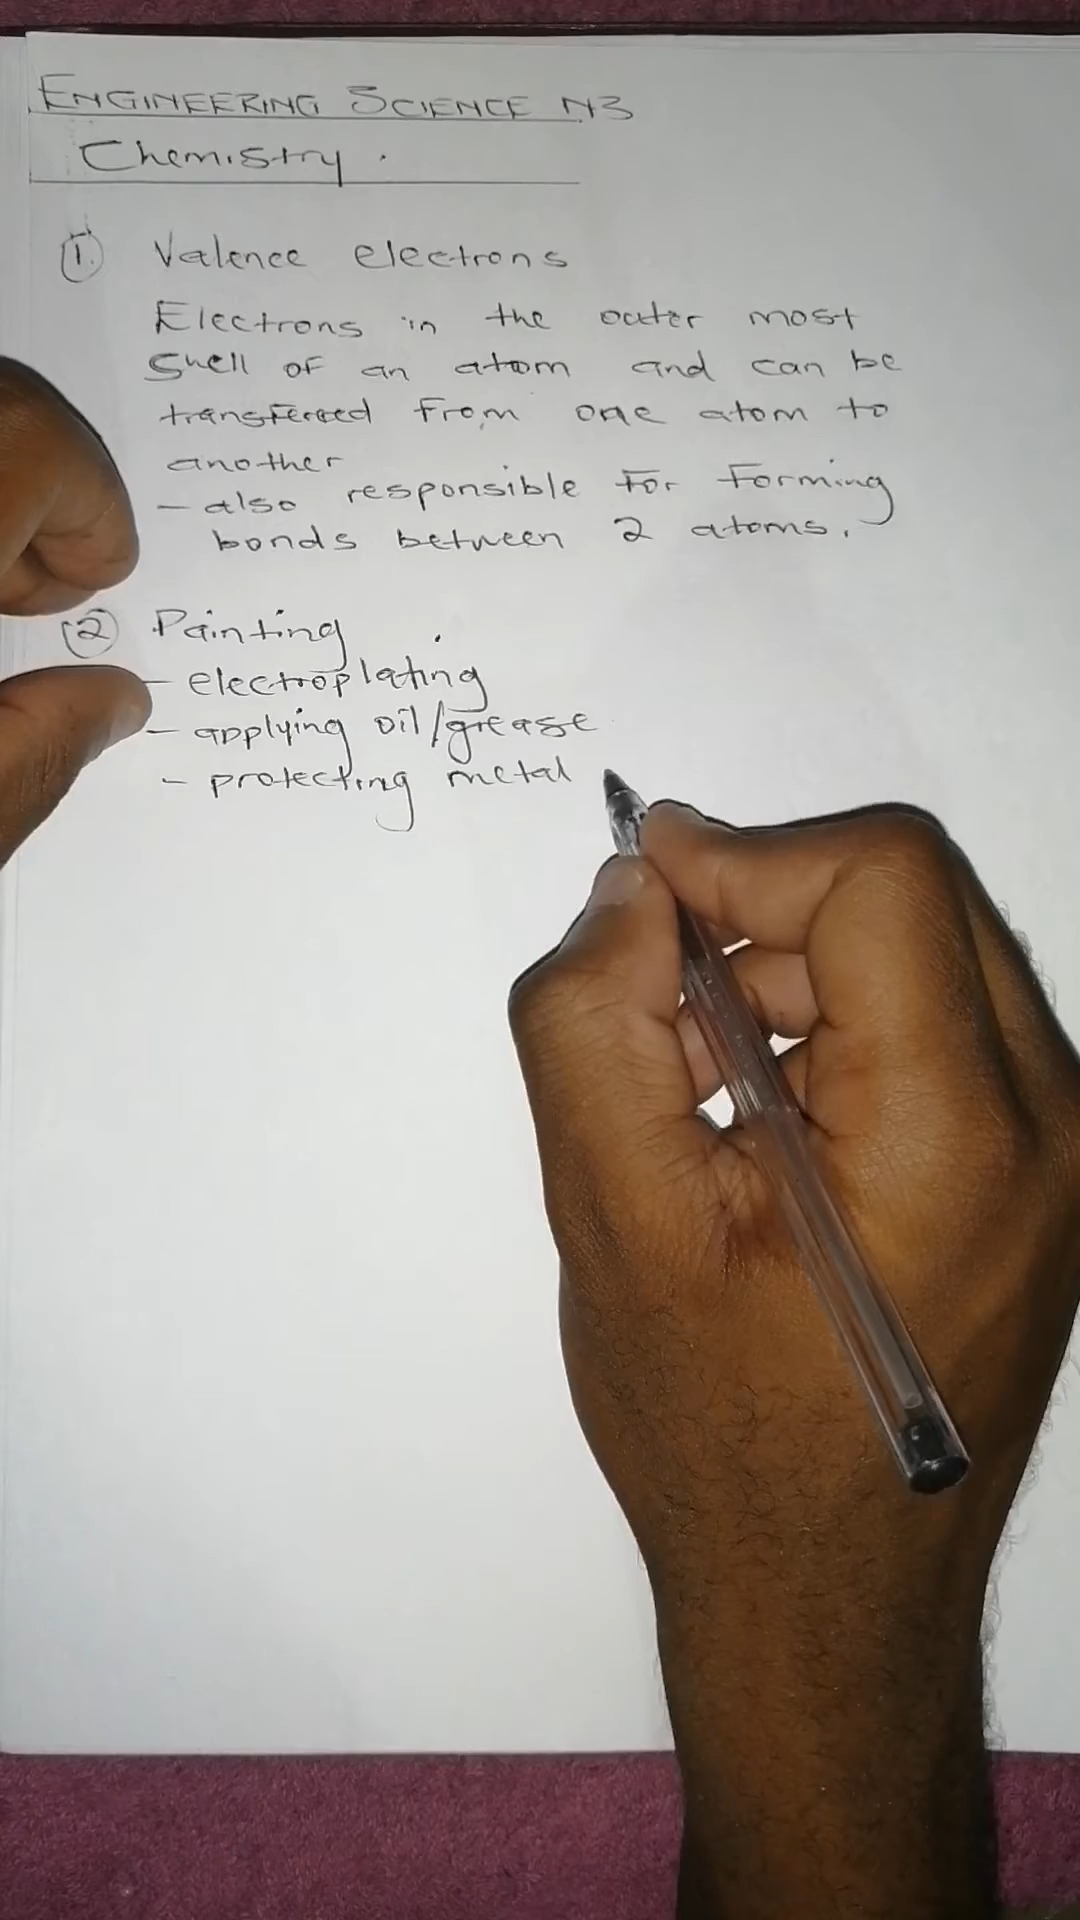 ENGINEERING SCIENCE N3
Chemistry.
1. Valence electrons
Electrons in the outer most
shell of an atom and can be
transferred from one atom to
another
- also responsible for forming
bonds between 2 atoms.
2 Painting
- electroplating
- applying oil/grease
- protecting metal